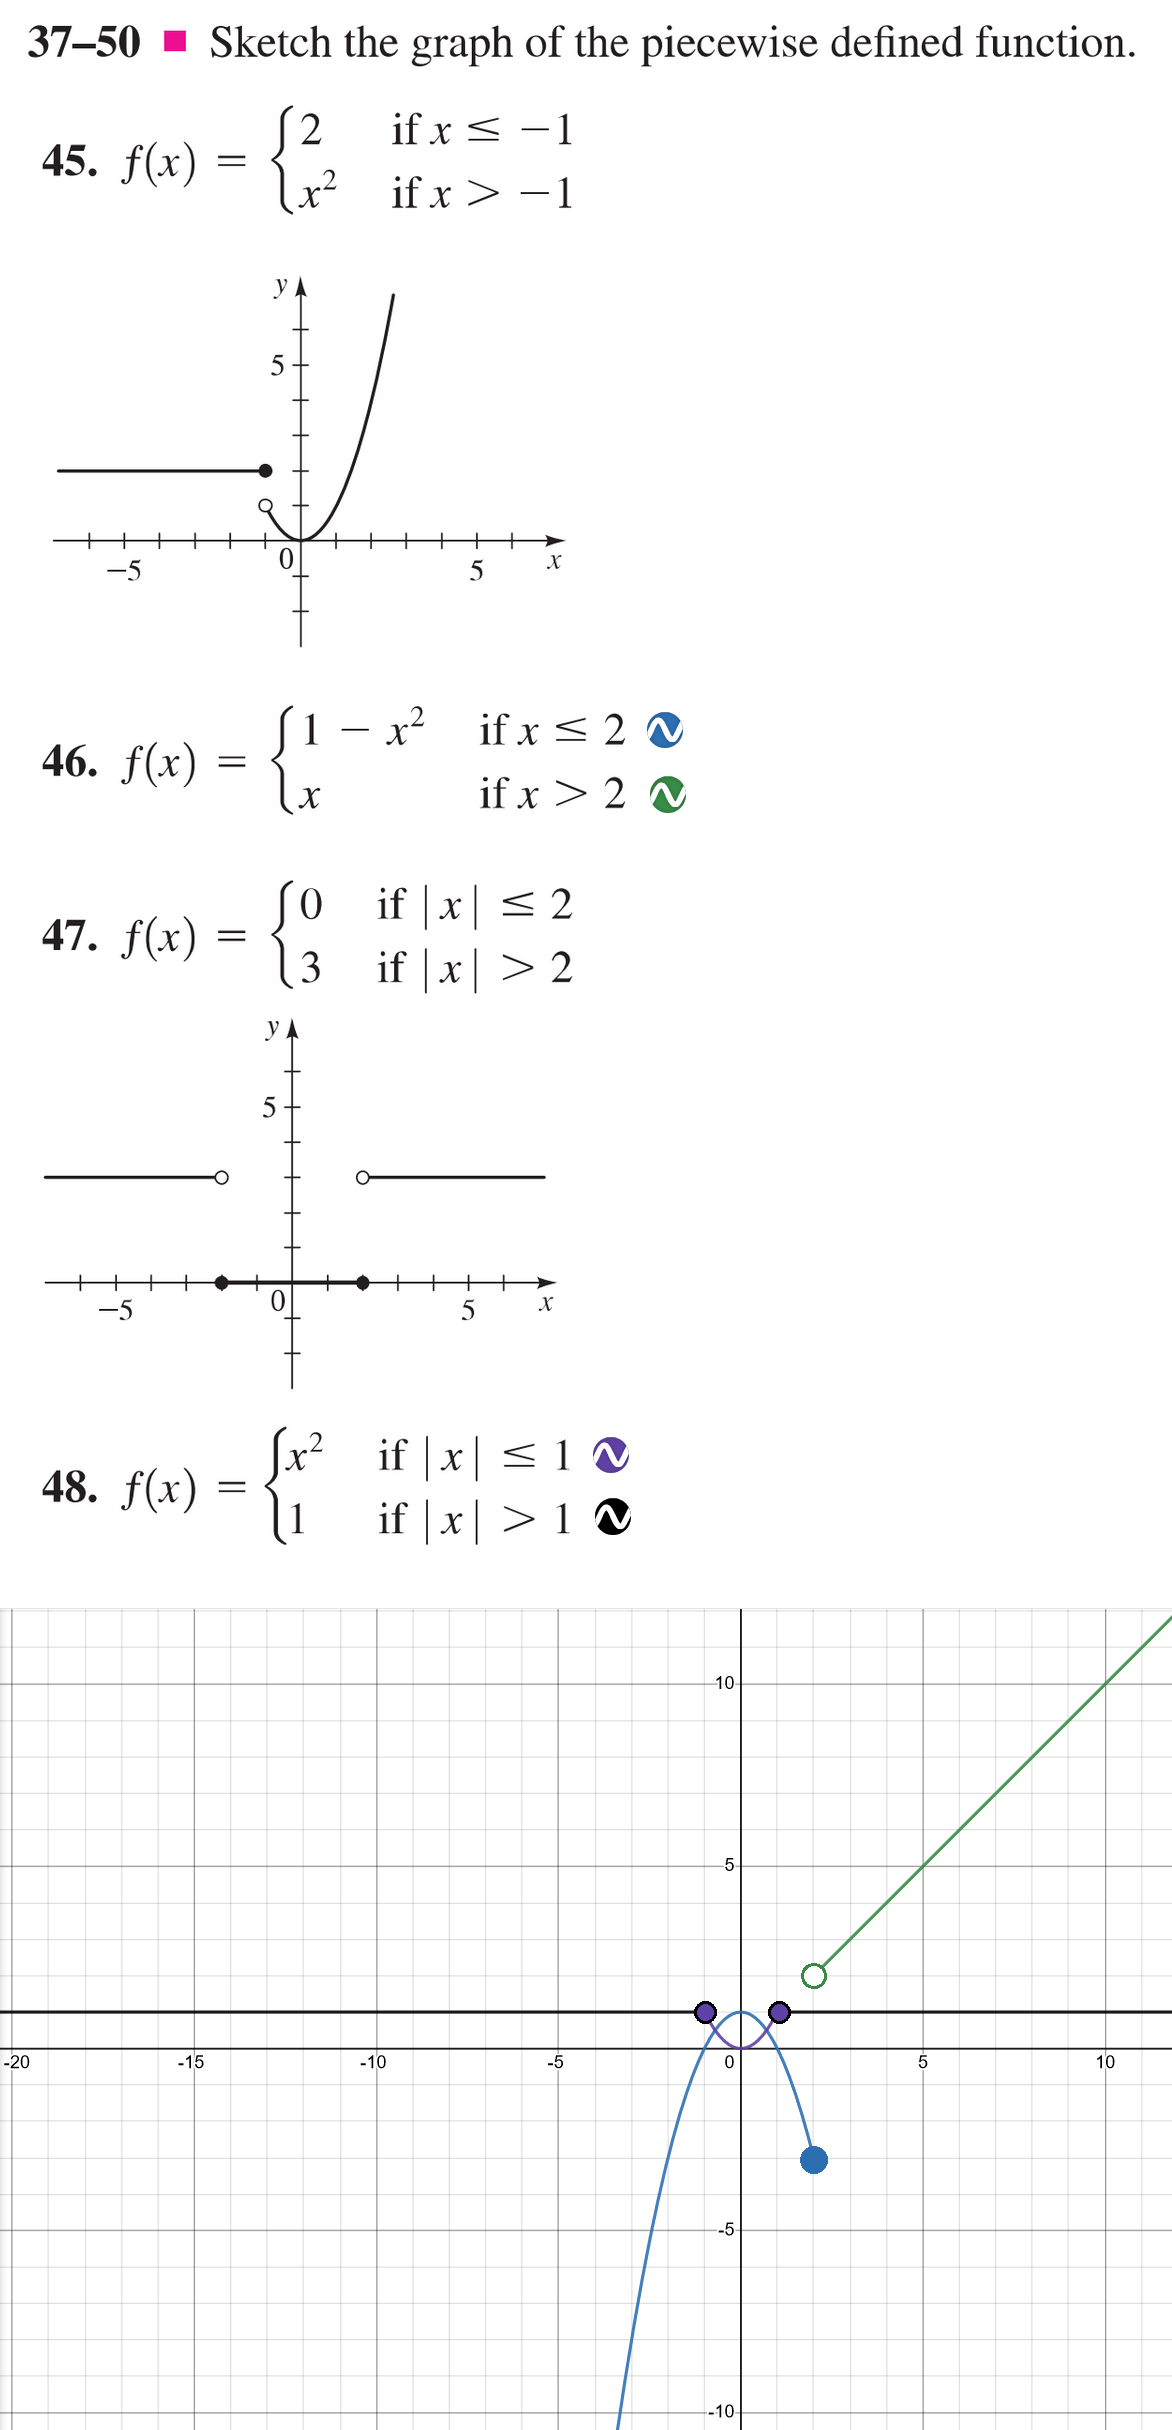 37–50 ■ Sketch the graph of the piecewise defined function.
45. f(x) = { 2 if x ≤ −1
x² if x > −1
y
5
−5 0 5 x
46. f(x) = { 1 − x² if x ≤ 2
x if x > 2
47. f(x) = { 0 if |x| ≤ 2
3 if |x| > 2
y
5
−5 0 5 x
48. f(x) = { x² if |x| ≤ 1
1 if |x| > 1
10
5
-20 -15 -10 -5 0 5 10
-5
-10